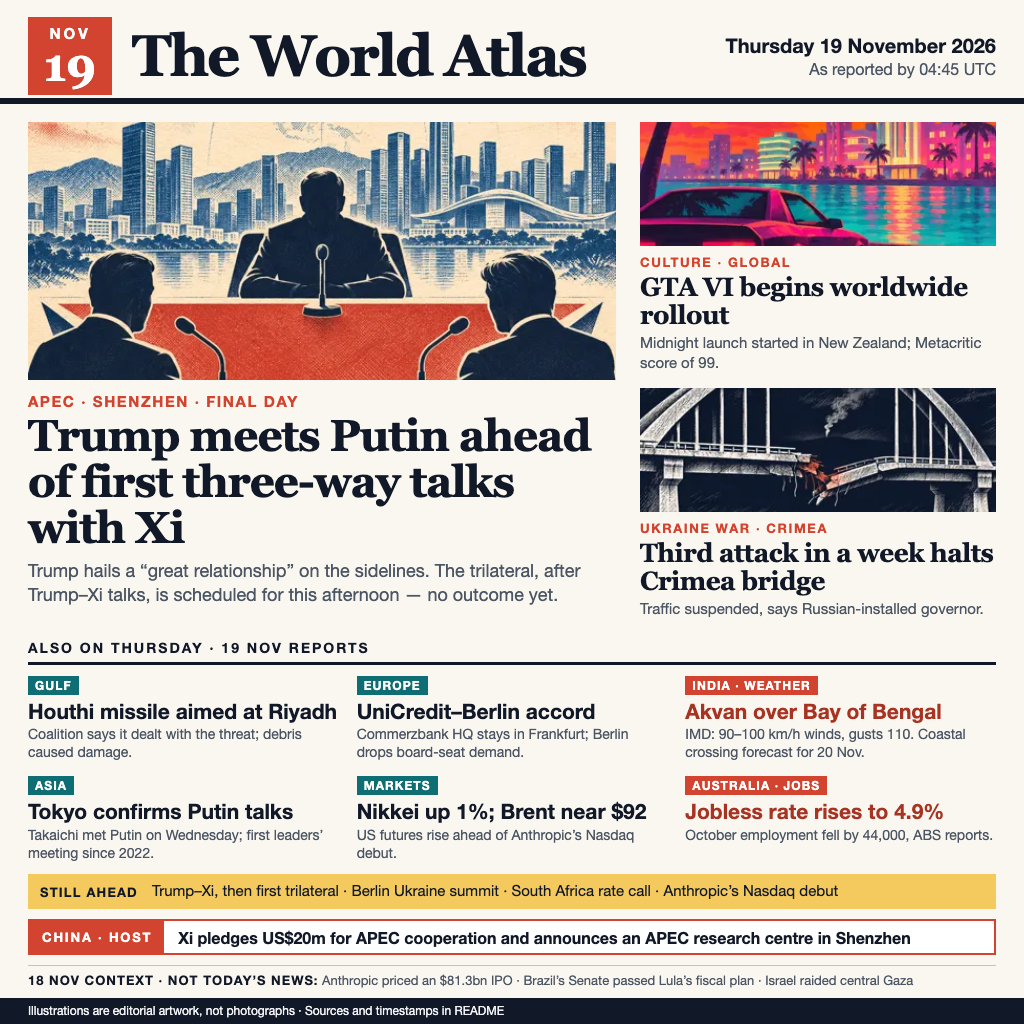 NOV
19
The World Atlas
Thursday 19 November 2026
As reported by 04:45 UTC
APEC · SHENZHEN · FINAL DAY
Trump meets Putin ahead
of first three-way talks
with Xi
Trump hails a “great relationship” on the sidelines. The trilateral, after
Trump–Xi talks, is scheduled for this afternoon — no outcome yet.
CULTURE · GLOBAL
GTA VI begins worldwide
rollout
Midnight launch started in New Zealand; Metacritic
score of 99.
UKRAINE WAR · CRIMEA
Third attack in a week halts
Crimea bridge
Traffic suspended, says Russian-installed governor.
ALSO ON THURSDAY · 19 NOV REPORTS
GULF
Houthi missile aimed at Riyadh
Coalition says it dealt with the threat; debris
caused damage.
EUROPE
UniCredit–Berlin accord
Commerzbank HQ stays in Frankfurt; Berlin
drops board-seat demand.
INDIA · WEATHER
Akvan over Bay of Bengal
IMD: 90–100 km/h winds, gusts 110. Coastal
crossing forecast for 20 Nov.
ASIA
Tokyo confirms Putin talks
Takaichi met Putin on Wednesday; first leaders’
meeting since 2022.
MARKETS
Nikkei up 1%; Brent near $92
US futures rise ahead of Anthropic’s Nasdaq
debut.
AUSTRALIA · JOBS
Jobless rate rises to 4.9%
October employment fell by 44,000, ABS reports.
STILL AHEAD Trump–Xi, then first trilateral · Berlin Ukraine summit · South Africa rate call · Anthropic’s Nasdaq debut
CHINA · HOST Xi pledges US$20m for APEC cooperation and announces an APEC research centre in Shenzhen
18 NOV CONTEXT · NOT TODAY’S NEWS: Anthropic priced an $81.3bn IPO · Brazil’s Senate passed Lula’s fiscal plan · Israel raided central Gaza
Illustrations are editorial artwork, not photographs · Sources and timestamps in README